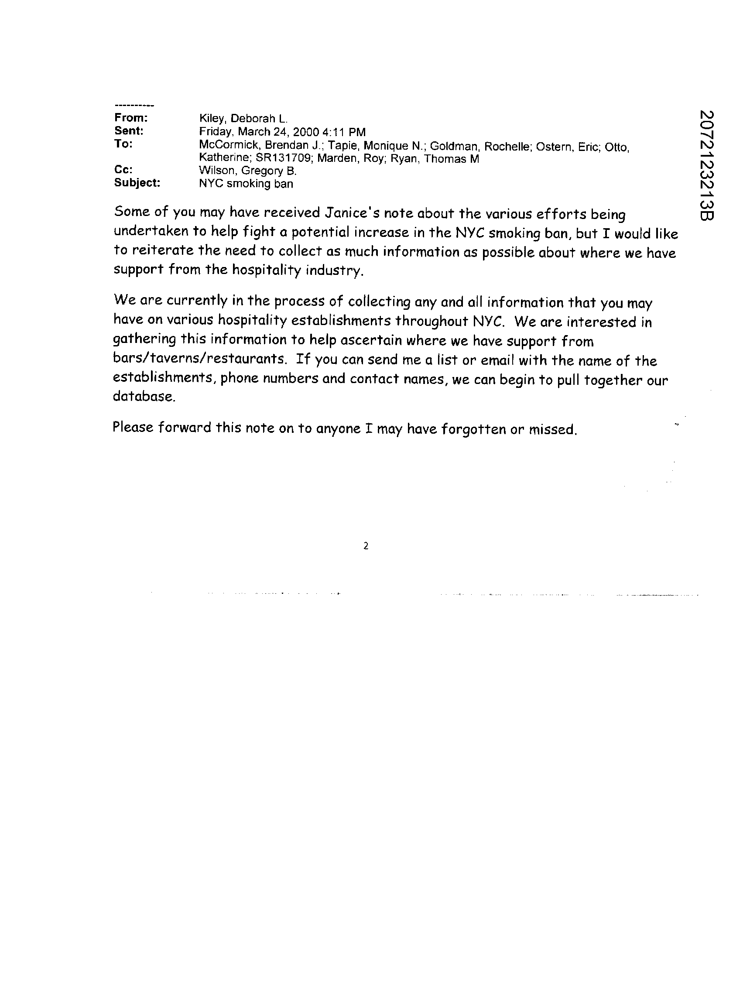 ----------
From: Kiley, Deborah L.
Sent: Friday, March 24, 2000 4:11 PM
To: McCormick, Brendan J.; Tapie, Monique N.; Goldman, Rochelle; Ostern, Eric; Otto,
Katherine; SR131709; Marden, Roy; Ryan, Thomas M
Cc: Wilson, Gregory B.
Subject: NYC smoking ban
Some of you may have received Janice's note about the various efforts being
undertaken to help fight a potential increase in the NYC smoking ban, but I would like
to reiterate the need to collect as much information as possible about where we have
support from the hospitality industry.
We are currently in the process of collecting any and all information that you may
have on various hospitality establishments throughout NYC. We are interested in
gathering this information to help ascertain where we have support from
bars/taverns/restaurants. If you can send me a list or email with the name of the
establishments, phone numbers and contact names, we can begin to pull together our
database.
Please forward this note on to anyone I may have forgotten or missed.
2
2072123213B